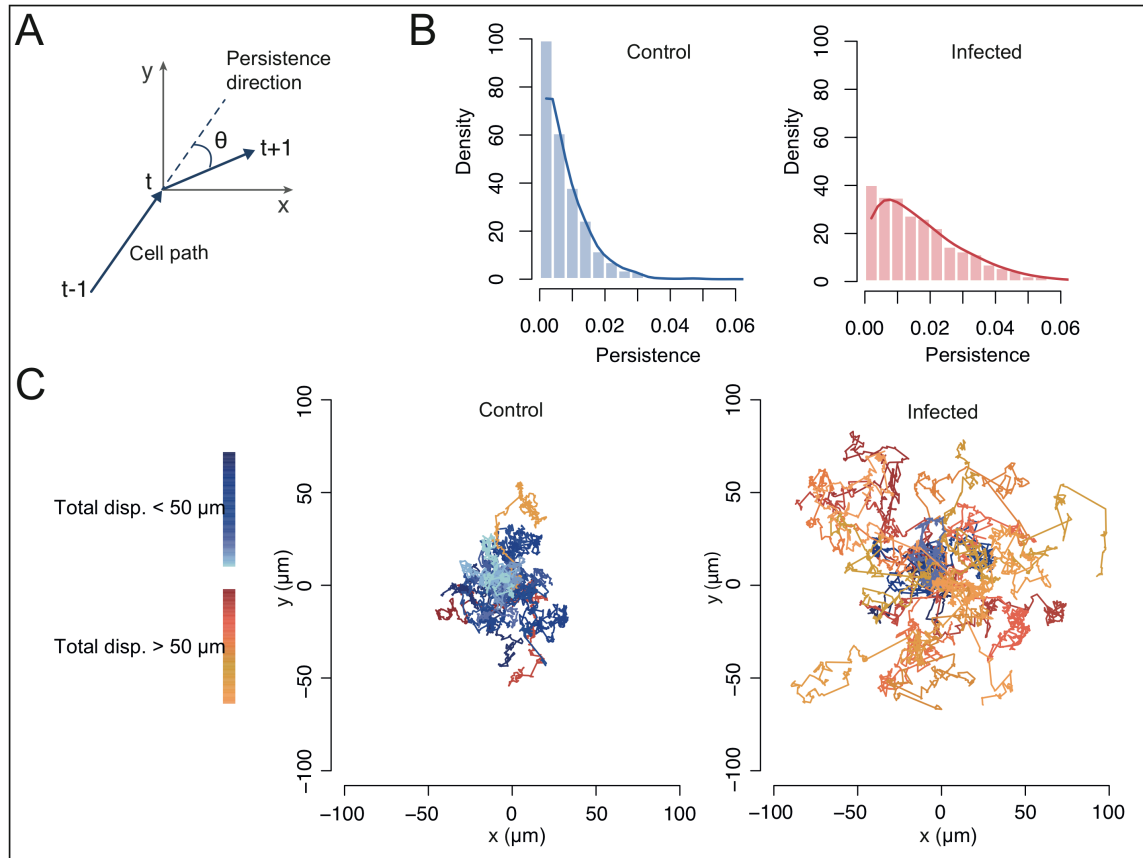 A
y
Persistence
direction
θ
t+1
t
x
Cell path
t-1
B
Control
Density
0 20 40 60 80 100
0.00 0.02 0.04 0.06
Persistence
Infected
Density
0 20 40 60 80 100
0.00 0.02 0.04 0.06
Persistence
C
Total disp. < 50 µm
Total disp. > 50 µm
Control
y (µm)
−100 −50 0 50 100
−100 −50 0 50 100
x (µm)
Infected
y (µm)
−100 −50 0 50 100
−100 −50 0 50 100
x (µm)